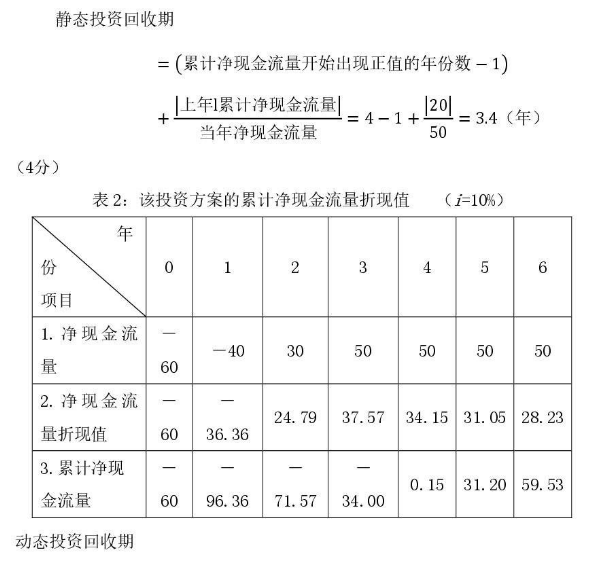 静态投资回收期
=(累计净现金流量开始出现正值的年份数−1)
+ |上年l累计净现金流量| / 当年净现金流量 = 4 − 1 + |20| / 50 = 3.4（年）
（4分）
表 2：该投资方案的累计净现金流量折现值 （i=10%）
年
份
项目 0 1 2 3 4 5 6
1. 净现金流量 －60 －40 30 50 50 50 50
2. 净现金流量折现值 －60 －36.36 24.79 37.57 34.15 31.05 28.23
3.累计净现金流量 －60 －96.36 －71.57 －34.00 0.15 31.20 59.53
动态投资回收期